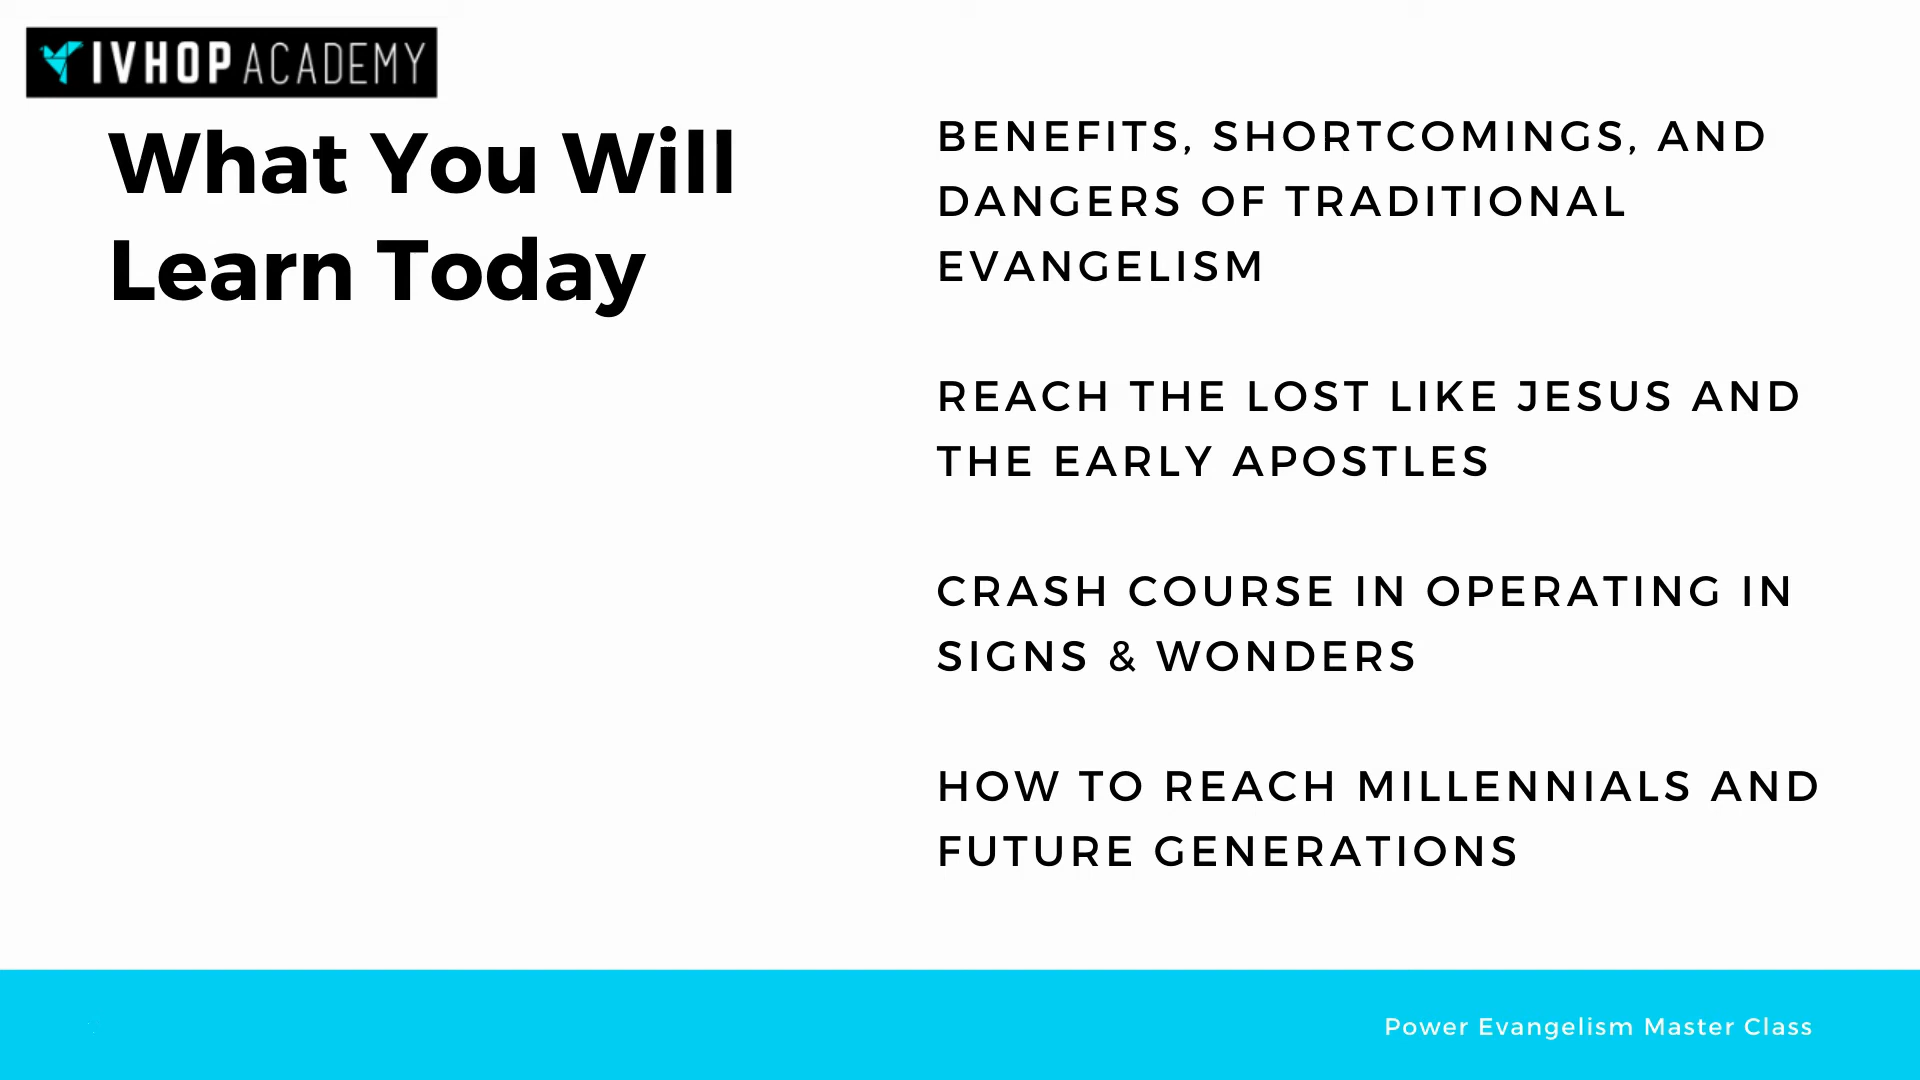 IVHOP ACADEMY
What You Will
Learn Today
BENEFITS, SHORTCOMINGS, AND
DANGERS OF TRADITIONAL
EVANGELISM
REACH THE LOST LIKE JESUS AND
THE EARLY APOSTLES
CRASH COURSE IN OPERATING IN
SIGNS & WONDERS
HOW TO REACH MILLENNIALS AND
FUTURE GENERATIONS
Power Evangelism Master Class